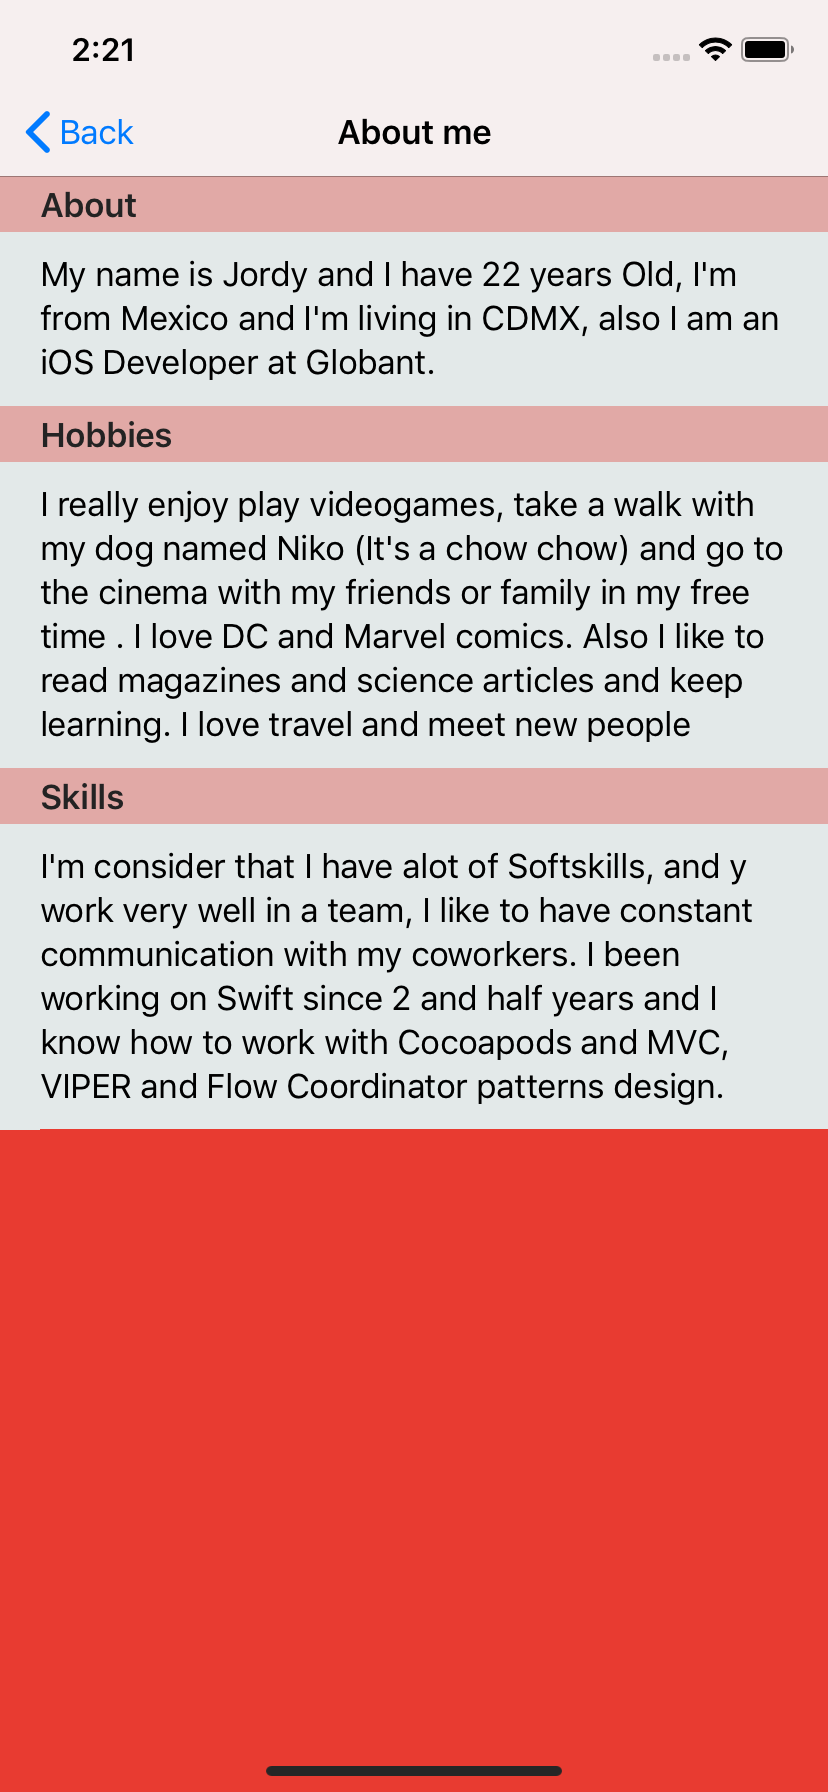 2:21
Back
About me
About
My name is Jordy and I have 22 years Old, I'm
from Mexico and I'm living in CDMX, also I am an
iOS Developer at Globant.
Hobbies
I really enjoy play videogames, take a walk with
my dog named Niko (It's a chow chow) and go to
the cinema with my friends or family in my free
time . I love DC and Marvel comics. Also I like to
read magazines and science articles and keep
learning. I love travel and meet new people
Skills
I'm consider that I have alot of Softskills, and y
work very well in a team, I like to have constant
communication with my coworkers. I been
working on Swift since 2 and half years and I
know how to work with Cocoapods and MVC,
VIPER and Flow Coordinator patterns design.